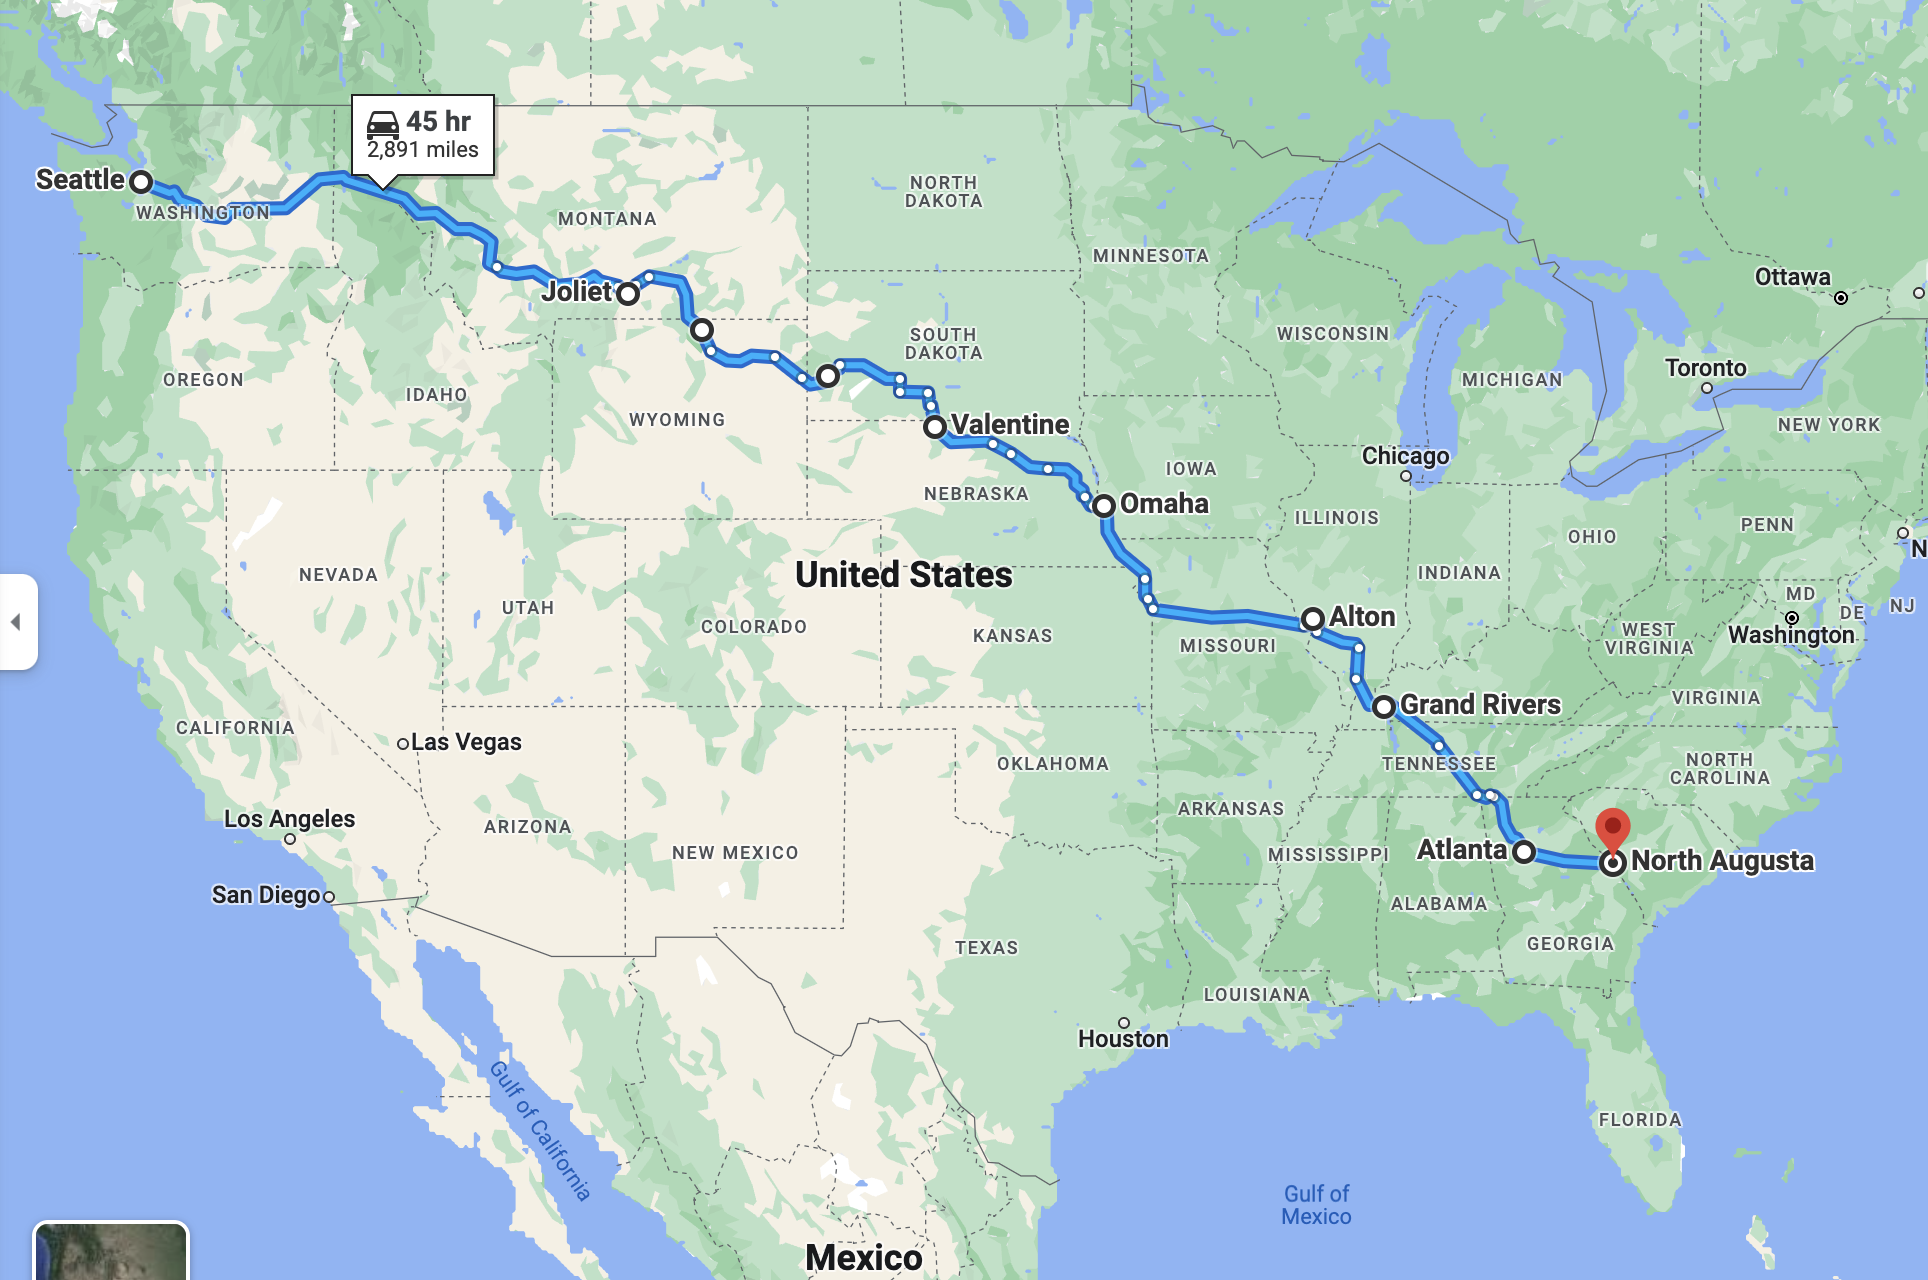 45 hr
2,891 miles
Seattle
WASHINGTON
MONTANA
NORTH
DAKOTA
MINNESOTA
Ottawa
Joliet
SOUTH
DAKOTA
WISCONSIN
Toronto
OREGON
IDAHO
MICHIGAN
WYOMING
Valentine
NEW YORK
Chicago
IOWA
NEBRASKA
Omaha
ILLINOIS
PENN
OHIO
N
United States
NEVADA
INDIANA
MD
UTAH
DE
NJ
COLORADO
KANSAS
Alton
WEST
VIRGINIA
Washington
MISSOURI
VIRGINIA
Grand Rivers
CALIFORNIA
Las Vegas
OKLAHOMA
TENNESSEE
NORTH
CAROLINA
ARKANSAS
Los Angeles
ARIZONA
NEW MEXICO
MISSISSIPPI
Atlanta
North Augusta
San Diego
ALABAMA
TEXAS
GEORGIA
LOUISIANA
Houston
Gulf of California
FLORIDA
Gulf of
Mexico
Mexico